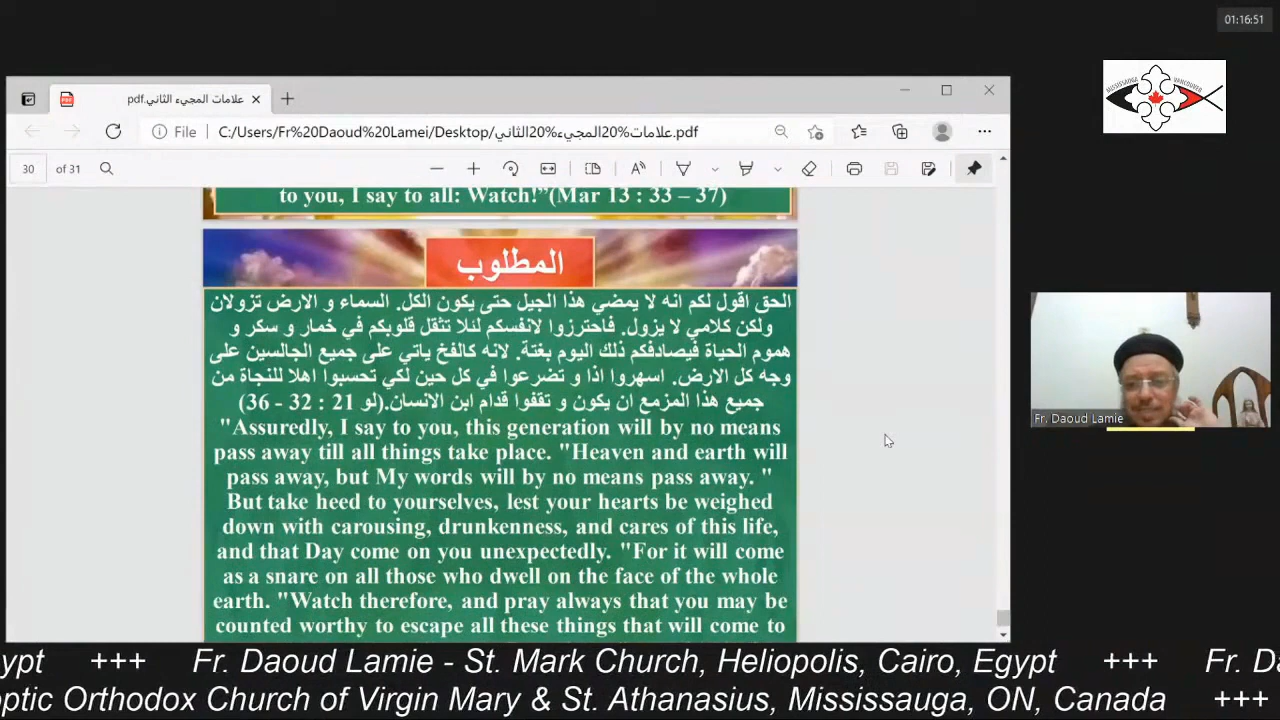 01:16:51
MISSISSAUGA VANCOUVER
علامات المجيء الثاني.pdf
File C:/Users/Fr%20Daoud%20Lamei/Desktop/علامات%20المجيء%20الثاني.pdf
30 of 31
to you, I say to all: Watch!”(Mar 13 : 33 – 37)
المطلوب
الحق اقول لكم انه لا يمضي هذا الجيل حتى يكون الكل. السماء و الارض تزولان
ولكن كلامي لا يزول. فاحترزوا لانفسكم لئلا تثقل قلوبكم في خمار و سكر و
هموم الحياة فيصادفكم ذلك اليوم بغتة. لانه كالفخ ياتي على جميع الجالسين على
وجه كل الارض. اسهروا اذا و تضرعوا في كل حين لكي تحسبوا اهلا للنجاة من
جميع هذا المزمع ان يكون و تقفوا قدام ابن الانسان.(لو 21 : 32 - 36)
"Assuredly, I say to you, this generation will by no means
pass away till all things take place. "Heaven and earth will
pass away, but My words will by no means pass away. "
But take heed to yourselves, lest your hearts be weighed
down with carousing, drunkenness, and cares of this life,
and that Day come on you unexpectedly. "For it will come
as a snare on all those who dwell on the face of the whole
earth. "Watch therefore, and pray always that you may be
counted worthy to escape all these things that will come to
Fr. Daoud Lamie
ypt +++ Fr. Daoud Lamie - St. Mark Church, Heliopolis, Cairo, Egypt +++ Fr. Da
optic Orthodox Church of Virgin Mary & St. Athanasius, Mississauga, ON, Canada +++